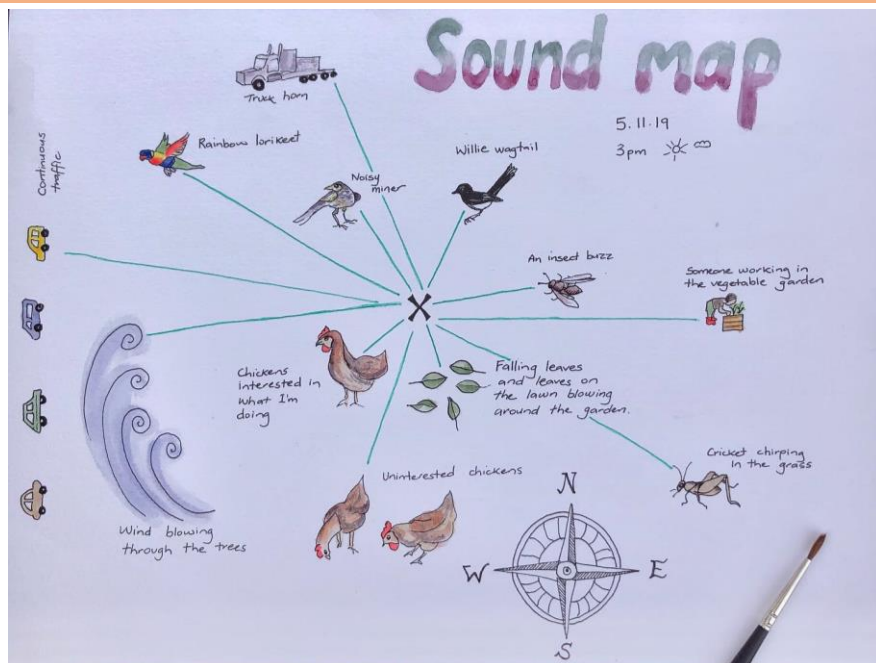 Sound map
5.11.19
3pm
Truck horn
Continuous
traffic
Rainbow lorikeet
Noisy
miner
Willie wagtail
An insect buzz
Someone working in
the vegetable garden
X
Chickens
interested in
what I'm
doing
Falling leaves
and leaves on
the lawn blowing
around the garden.
Cricket chirping
in the grass
Uninterested chickens
Wind blowing
through the trees
N
W
E
S